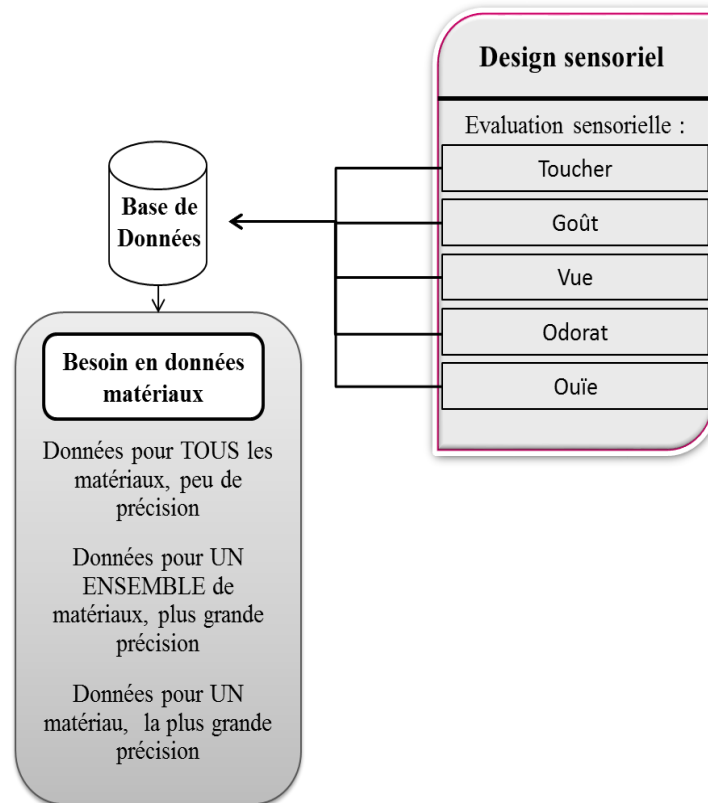 Design sensoriel
Evaluation sensorielle :
Toucher
Goût
Vue
Odorat
Ouïe
Base de
Données
Besoin en données
matériaux
Données pour TOUS les
matériaux, peu de
précision
Données pour UN
ENSEMBLE de
matériaux, plus grande
précision
Données pour UN
matériau, la plus grande
précision